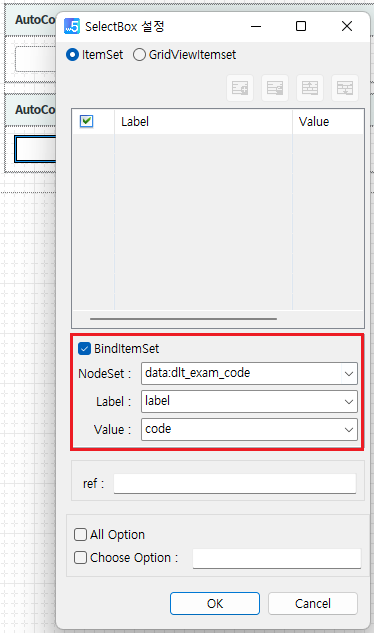 AutoCo
AutoCo
w5 SelectBox 설정
ItemSet GridViewItemset
Label Value
BindItemSet
NodeSet : data:dlt_exam_code
Label : label
Value : code
ref :
All Option
Choose Option :
OK Cancel